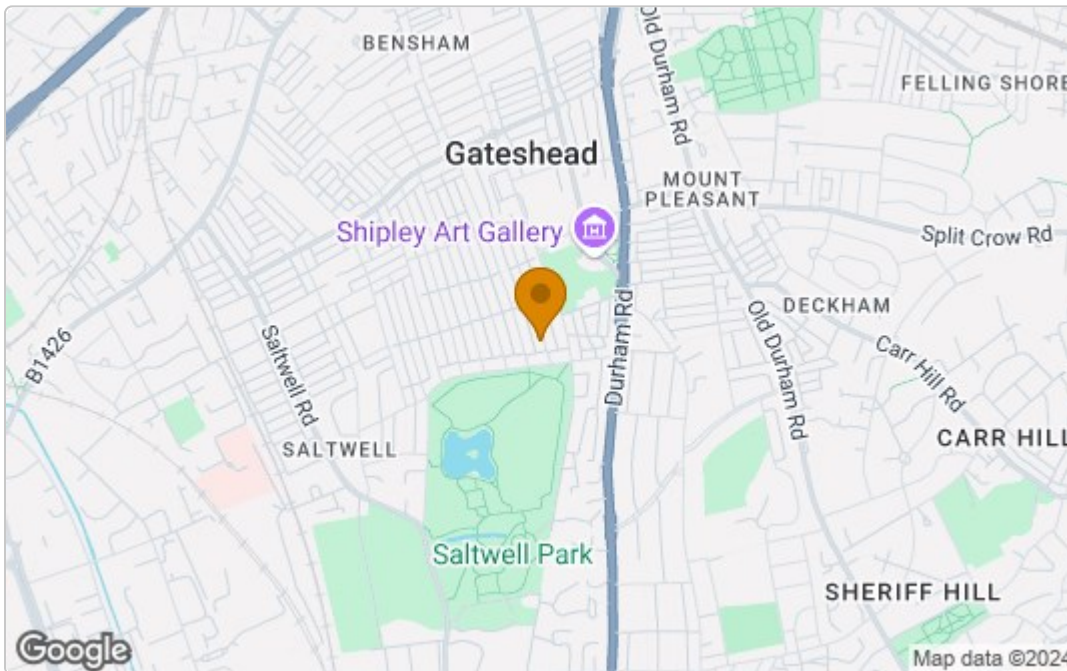 BENSHAM
Old Durham Rd
FELLING SHORE
Gateshead
MOUNT
PLEASANT
Shipley Art Gallery
Split Crow Rd
DECKHAM
B1426
Saltwell Rd
Durham Rd
Old Durham Rd
Carr Hill Rd
CARR HILL
SALTWELL
Saltwell Park
SHERIFF HILL
Google
Map data ©2024